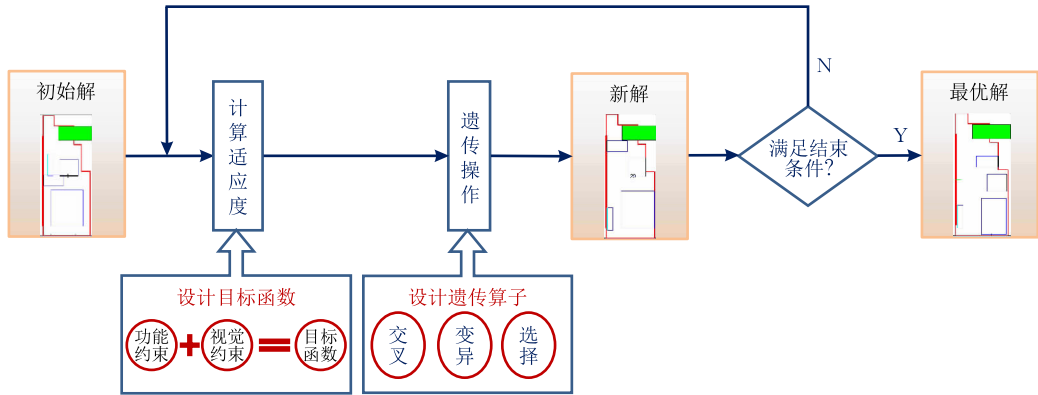 N
初始解
计算适应度
遗传操作
新解
满足结束
条件?
Y
最优解
设计目标函数
功能
约束
视觉
约束
目标
函数
设计遗传算子
交叉
变异
选择